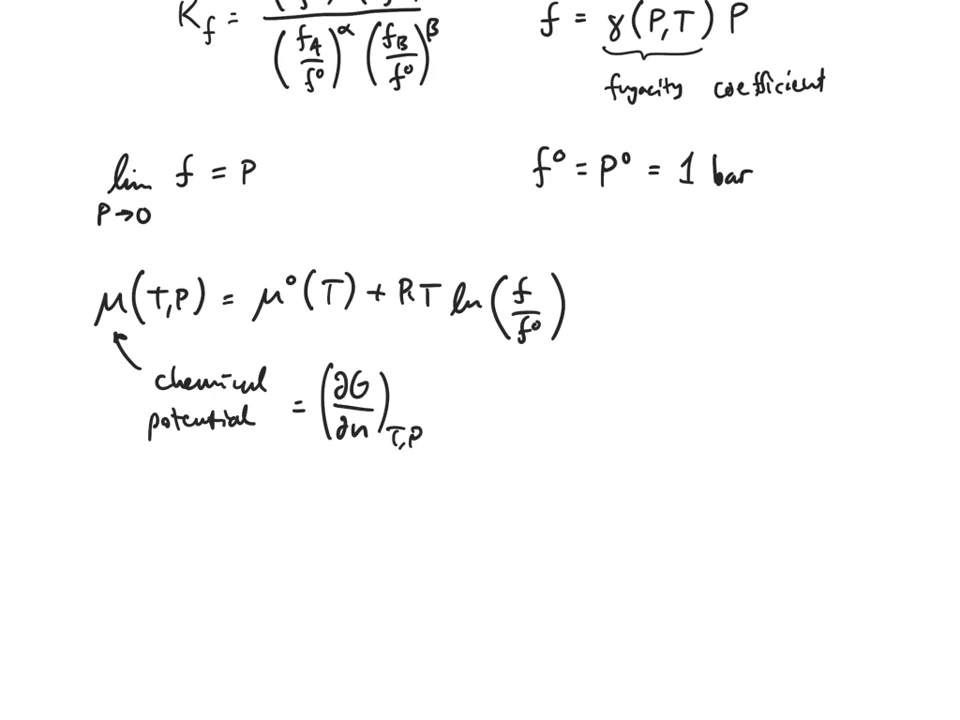 K_f = / (f_A/f°)^α (f_B/f°)^β
f = γ(P,T) P
fugacity coefficient
lim f = P
P→0
f° = P° = 1 bar
μ(T,P) = μ°(T) + RT ln(f/f°)
chemical
potential = (∂G/∂n)_T,P